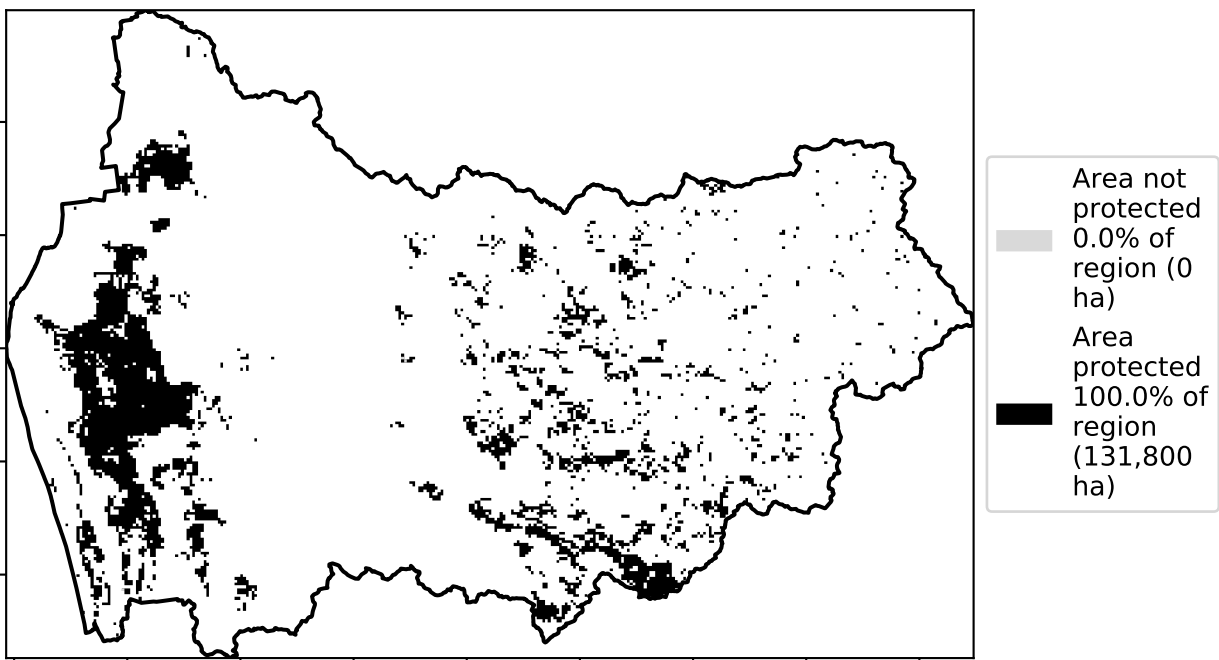 Area not
protected
0.0% of
region (0
ha)
Area
protected
100.0% of
region
(131,800
ha)